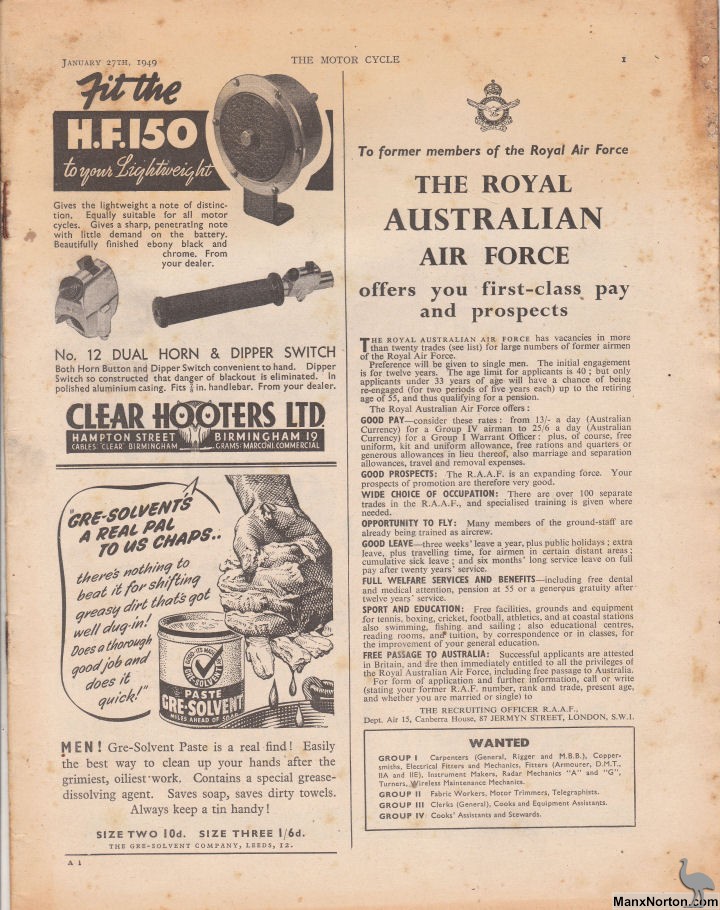 January 27th, 1949
THE MOTOR CYCLE
1
Fit the
H.F.150
to your Lightweight
Gives the lightweight a note of distinc-
tion. Equally suitable for all motor
cycles. Gives a sharp, penetrating note
with little demand on the battery.
Beautifully finished ebony black and
chrome. From
your dealer.
No. 12 DUAL HORN & DIPPER SWITCH
Both Horn Button and Dipper Switch convenient to hand. Dipper
Switch so constructed that danger of blackout is eliminated. In
polished aluminium casing. Fits ⅞ in. handlebar. From your dealer.
CLEAR HOOTERS LTD.
HAMPTON STREET BIRMINGHAM 19
CABLES "CLEAR" BIRMINGHAM GRAMS: MARCONI, COMMERCIAL
"GRE-SOLVENT'S
A REAL PAL
TO US CHAPS..
there's nothing to
beat it for shifting
greasy dirt that's got
well dug-in!
Does a thorough
good job and
does it
quick!"
GRE-SOLVENT
PASTE
GRE-SOLVENT
MILES AHEAD OF SOAP
MEN! Gre-Solvent Paste is a real find! Easily
the best way to clean up your hands after the
grimiest, oiliest work. Contains a special grease-
dissolving agent. Saves soap, saves dirty towels.
Always keep a tin handy!
SIZE TWO 10d. SIZE THREE 1/6d.
THE GRE-SOLVENT COMPANY, LEEDS, 12.
A 1
To former members of the Royal Air Force
THE ROYAL
AUSTRALIAN
AIR FORCE
offers you first-class pay
and prospects
THE ROYAL AUSTRALIAN AIR FORCE has vacancies in more
than twenty trades (see list) for large numbers of former airmen
of the Royal Air Force.
Preference will be given to single men. The initial engagement
is for twelve years. The age limit for applicants is 40; but only
applicants under 33 years of age will have a chance of being
re-engaged (for two periods of five years each) up to the retiring
age of 55, and thus qualifying for a pension.
The Royal Australian Air Force offers:
GOOD PAY—consider these rates: from 13/- a day (Australian
Currency) for a Group IV airman to 25/6 a day (Australian
Currency) for a Group I Warrant Officer: plus, of course, free
uniform, kit and uniform allowance, free rations and quarters or
generous allowances in lieu thereof, also marriage and separation
allowances, travel and removal expenses.
GOOD PROSPECTS: The R.A.A.F. is an expanding force. Your
prospects of promotion are therefore very good.
WIDE CHOICE OF OCCUPATION: There are over 100 separate
trades in the R.A.A.F., and specialised training is given where
needed.
OPPORTUNITY TO FLY: Many members of the ground-staff are
already being trained as aircrew.
GOOD LEAVE—three weeks' leave a year, plus public holidays; extra
leave, plus travelling time, for airmen in certain distant areas;
cumulative sick leave; and six months' long service leave on full
pay after twenty years' service.
FULL WELFARE SERVICES AND BENEFITS—including free dental
and medical attention, pension at 55 or a generous gratuity after
twelve years' service.
SPORT AND EDUCATION: Free facilities, grounds and equipment
for tennis, boxing, cricket, football, athletics, and at coastal stations
also swimming, fishing and sailing; also educational centres,
reading rooms, and tuition, by correspondence or in classes, for
the improvement of your general education.
FREE PASSAGE TO AUSTRALIA: Successful applicants are attested
in Britain, and are then immediately entitled to all the privileges of
the Royal Australian Air Force, including free passage to Australia.
For form of application and further information, call or write
(stating your former R.A.F. number, rank and trade, present age,
and whether you are married or single) to
THE RECRUITING OFFICER R.A.A.F.,
Dept. Air 15, Canberra House, 87 JERMYN STREET, LONDON, S.W.1.
WANTED
GROUP I Carpenters (General, Rigger and M.B.B.), Copper-
smiths, Electrical Fitters and Mechanics, Fitters (Armourer, D.M.T.,
IIA and IIE), Instrument Makers, Radar Mechanics "A" and "G",
Turners, Wireless Maintenance Mechanics.
GROUP II Fabric Workers, Motor Trimmers, Telegraphists.
GROUP III Clerks (General), Cooks and Equipment Assistants.
GROUP IV Cooks' Assistants and Stewards.
ManxNorton.com